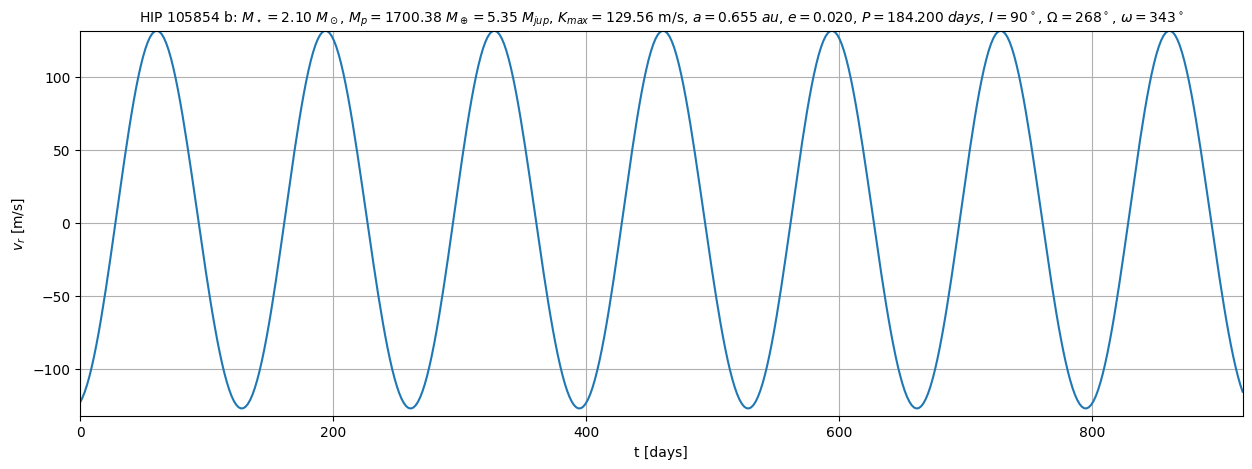 HIP 105854 b: M⋆ = 2.10 M⊙, Mp = 1700.38 M⊕ = 5.35 Mjup, Kmax = 129.56 m/s, a = 0.655 au, e = 0.020, P = 184.200 days, I = 90°, Ω = 268°, ω = 343°
100
50
0
−50
−100
vr [m/s]
0 200 400 600 800
t [days]